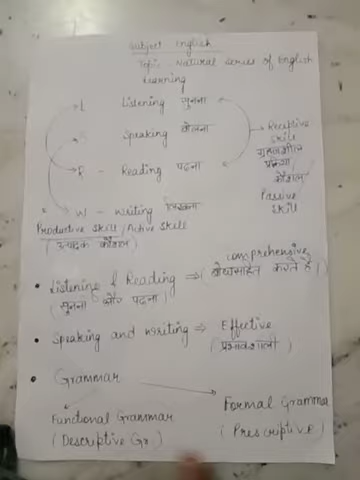 Subject English
Topic - Natural series of English
Learning
L Listening सुनना
S Speaking बोलना
R - Reading पढ़ना
W - Writing लिखना
Receptive
Skill
ग्रहणशील
कौशल
Passive
Skill
Productive skill / Active skill
(उत्पादक कौशल)
• Listening & Reading ⇒ (comprehensive
करते है)
(सुनना और पढ़ना)
• Speaking and writing ⇒ Effective
(प्रभावशाली)
• Grammar
Functional Grammar
(Descriptive Gr.)
Formal Grammar
(Prescriptive)